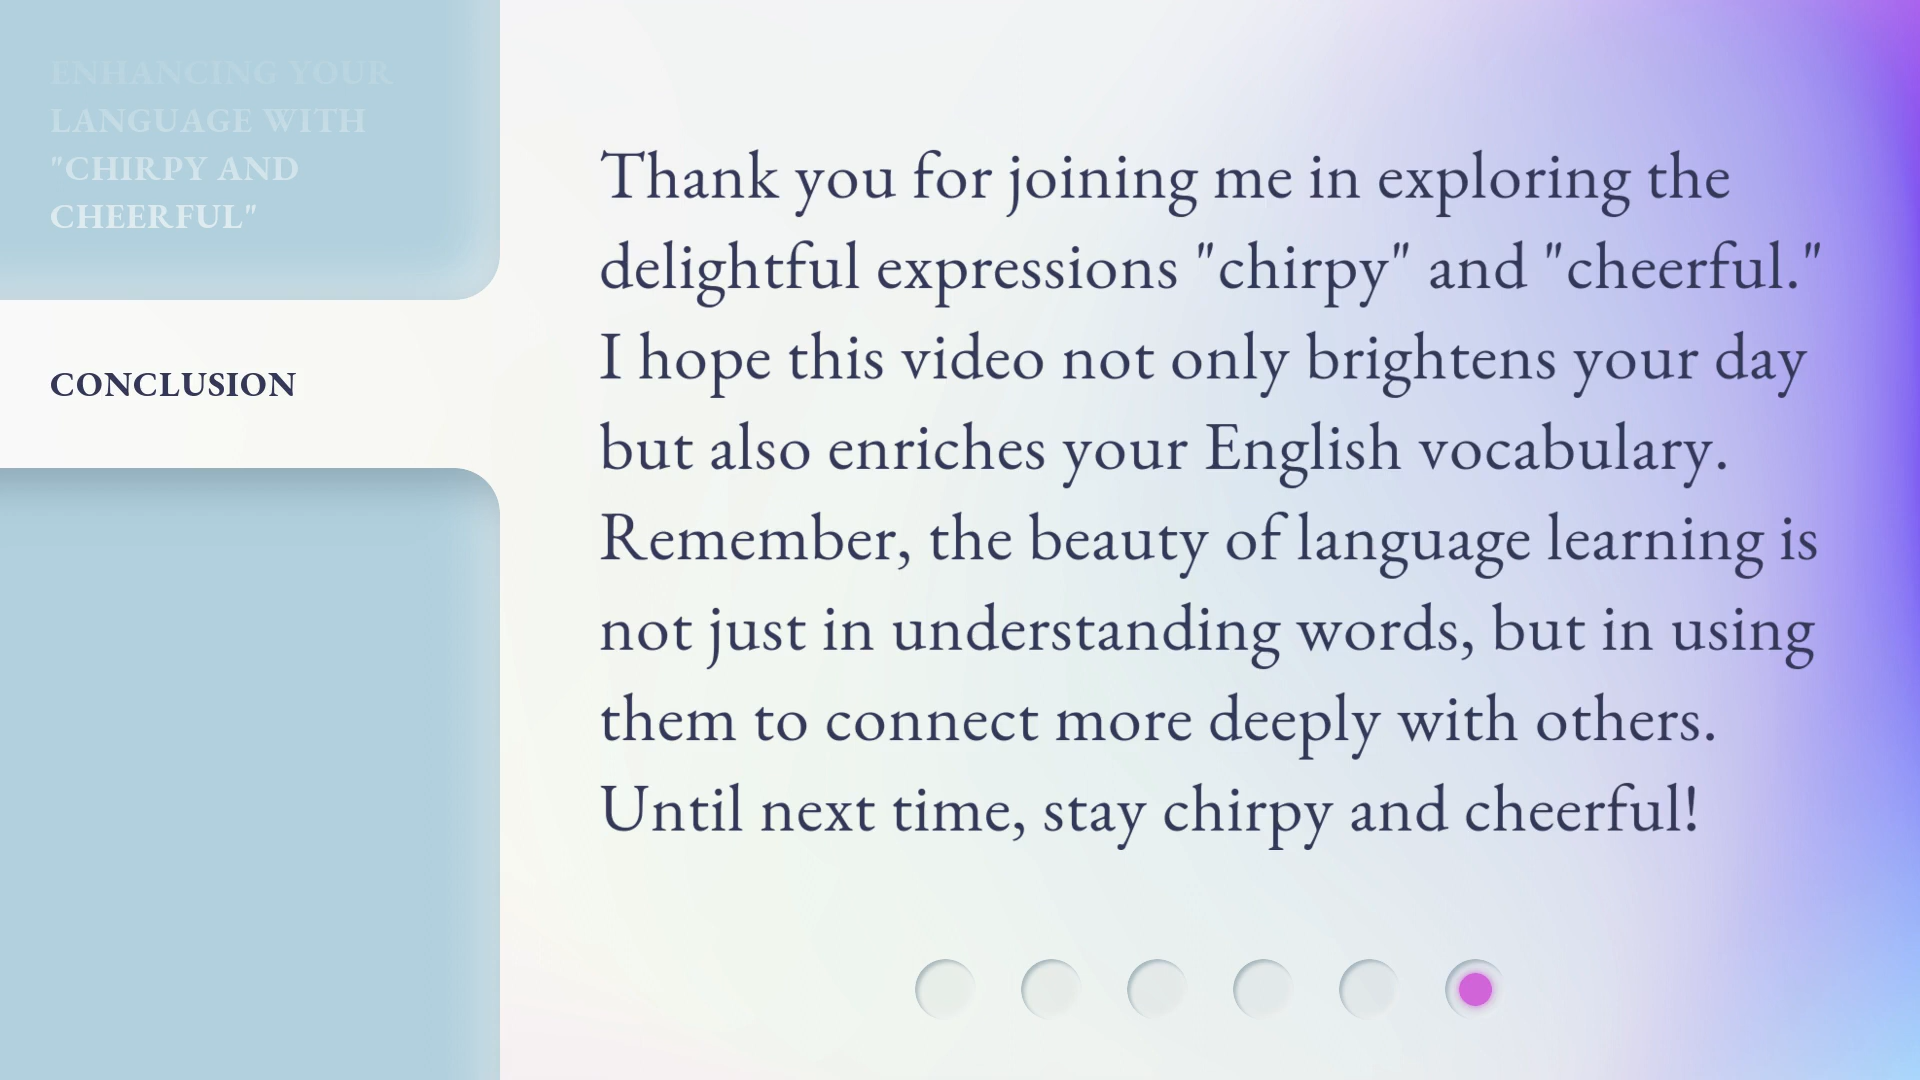 ENHANCING YOUR
LANGUAGE WITH
"CHIRPY AND
CHEERFUL"
CONCLUSION
Thank you for joining me in exploring the
delightful expressions "chirpy" and "cheerful."
I hope this video not only brightens your day
but also enriches your English vocabulary.
Remember, the beauty of language learning is
not just in understanding words, but in using
them to connect more deeply with others.
Until next time, stay chirpy and cheerful!